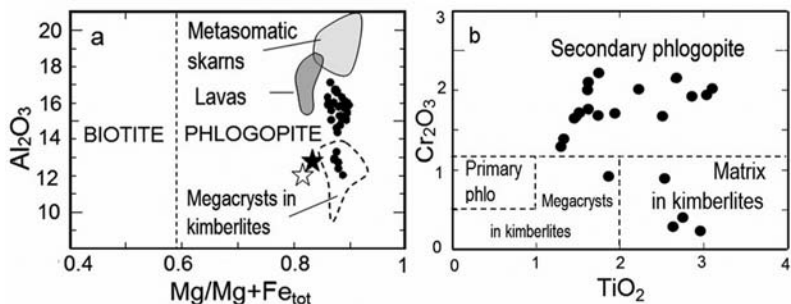 a
Al2O3
20
18
16
14
12
10
8
Metasomatic
skarns
Lavas
BIOTITE
PHLOGOPITE
Megacrysts in
kimberlites
0.4
0.6
0.8
1
Mg/Mg+Fetot
b
Cr2O3
3
2
1
0
Secondary phlogopite
Primary
phlo
Megacrysts
in kimberlites
Matrix
in kimberlites
0
1
2
3
4
TiO2